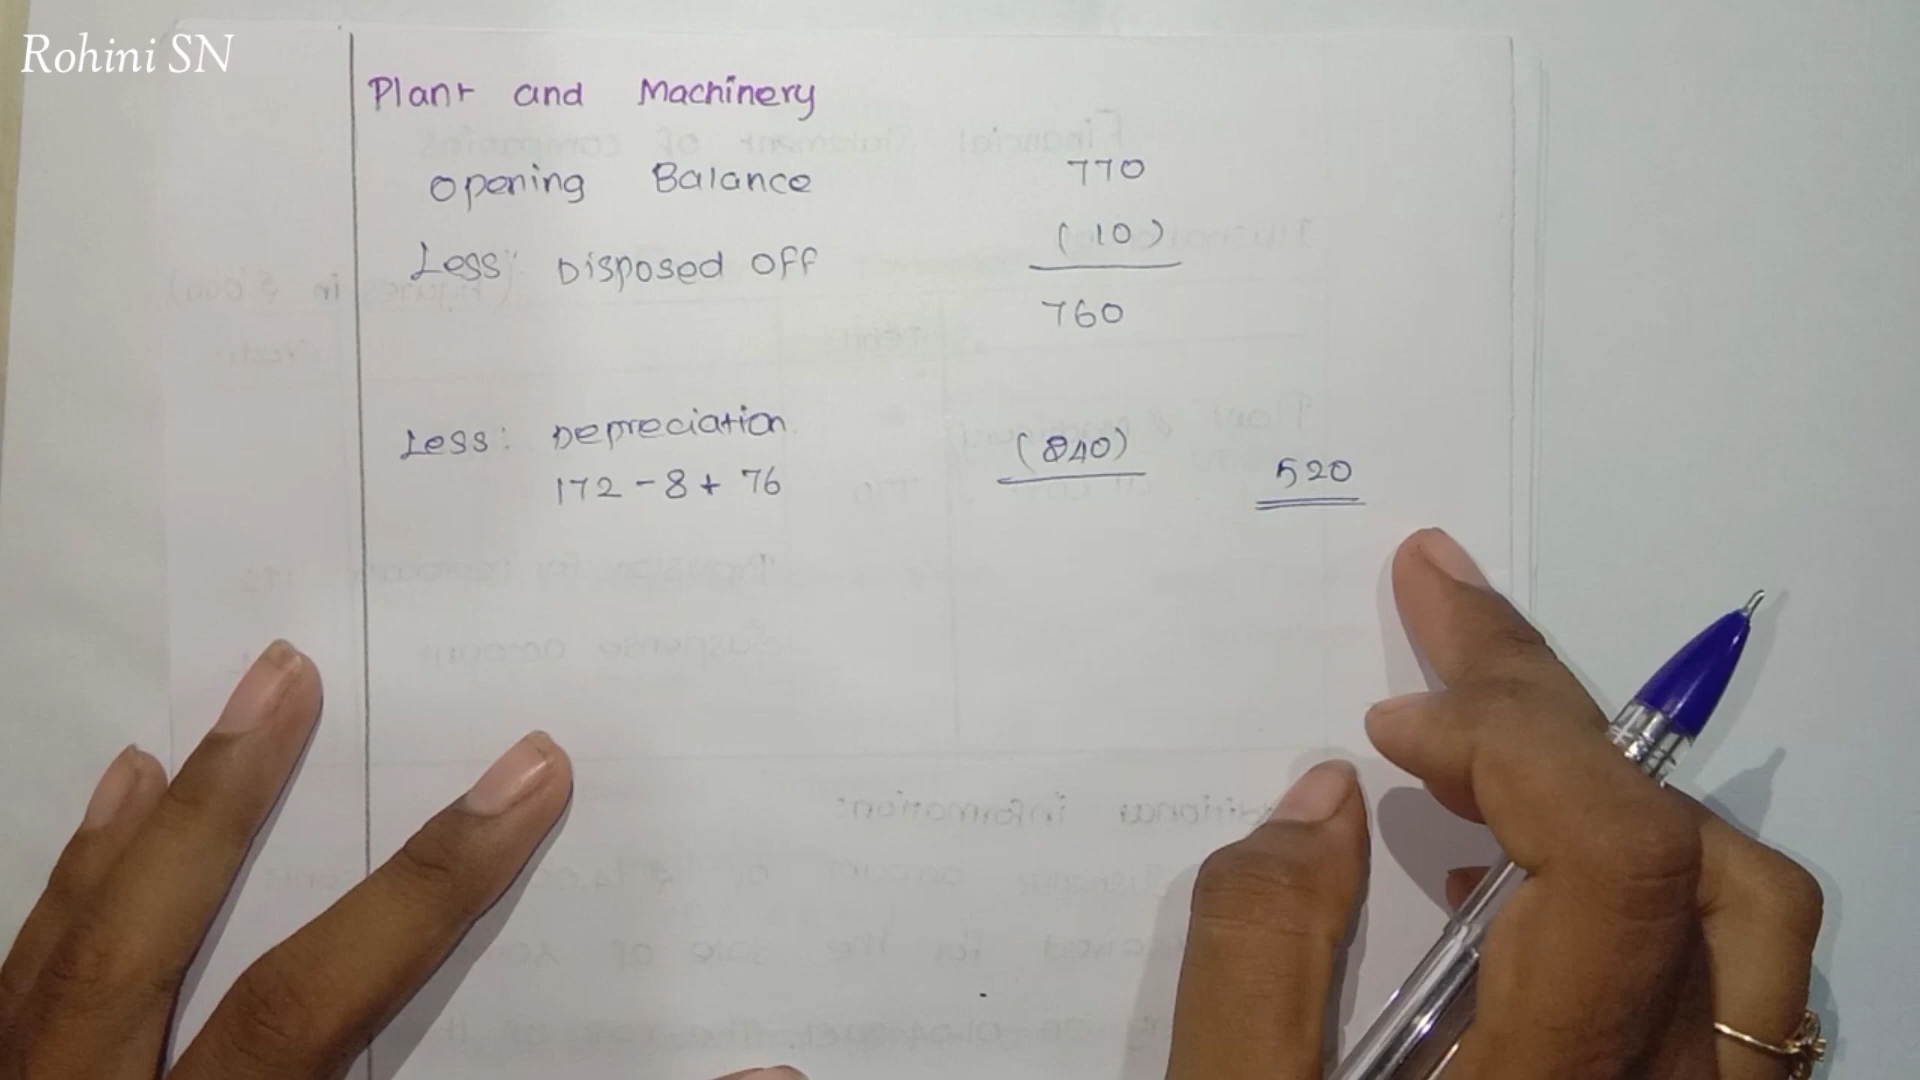 Rohini SN
Plant and Machinery
Opening Balance 770
Less: Disposed off (10)
760
Less: Depreciation (840)
172 - 8 + 76 520